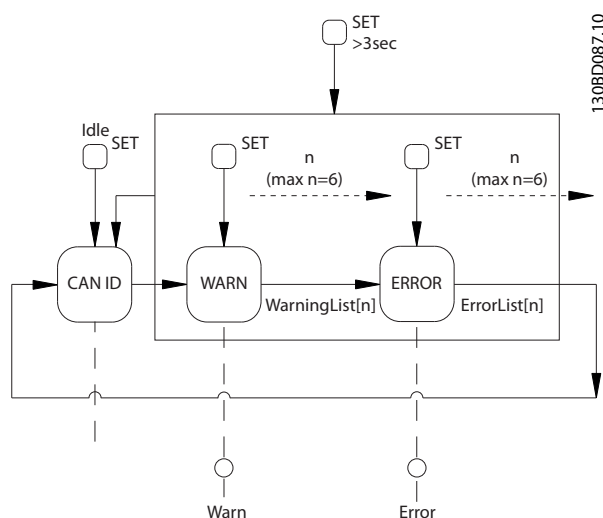 SET
>3sec
130BD087.10
Idle
SET
SET
n
(max n=6)
SET
n
(max n=6)
CAN ID
WARN
WarningList[n]
ERROR
ErrorList[n]
Warn
Error